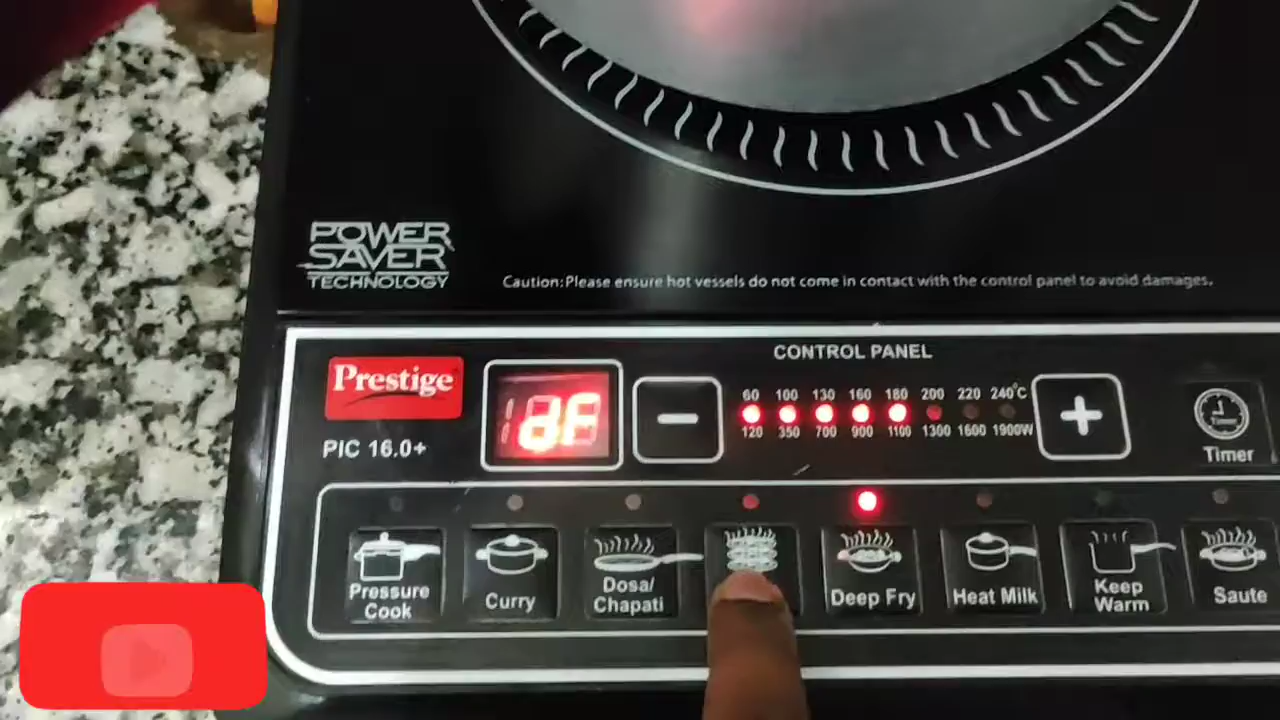 POWER
SAVER
TECHNOLOGY
Caution:Please ensure hot vessels do not come in contact with the control panel to avoid damages.
CONTROL PANEL
Prestige
PIC 16.0+
dF
−
60 100 130 160 180 200 220 240°C
120 350 700 900 1100 1300 1600 1900W
+
Timer
Pressure
Cook
Curry
Dosa/
Chapati
Deep Fry
Heat Milk
Keep
Warm
Saute